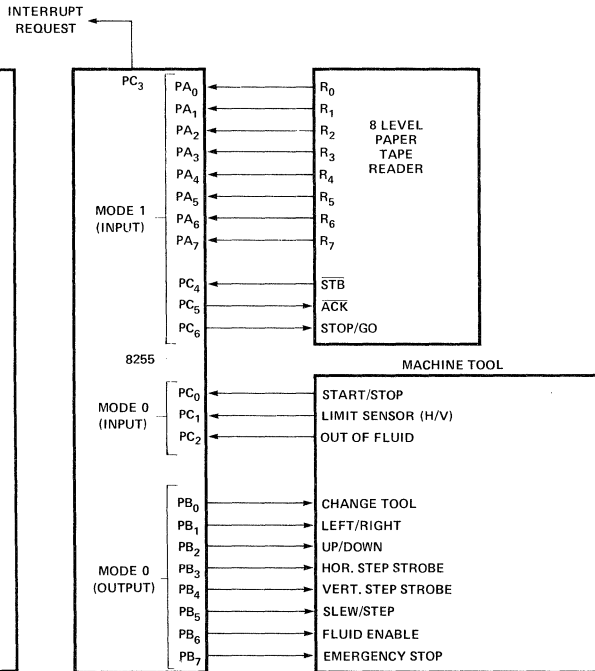 INTERRUPT
REQUEST
PC3
PA0 R0
PA1 R1
PA2 R2
PA3 R3
PA4 R4
PA5 R5
PA6 R6
PA7 R7
8 LEVEL
PAPER
TAPE
READER
MODE 1
(INPUT)
PC4 STB
PC5 ACK
PC6 STOP/GO
8255
MACHINE TOOL
MODE 0
(INPUT)
PC0 START/STOP
PC1 LIMIT SENSOR (H/V)
PC2 OUT OF FLUID
MODE 0
(OUTPUT)
PB0 CHANGE TOOL
PB1 LEFT/RIGHT
PB2 UP/DOWN
PB3 HOR. STEP STROBE
PB4 VERT. STEP STROBE
PB5 SLEW/STEP
PB6 FLUID ENABLE
PB7 EMERGENCY STOP